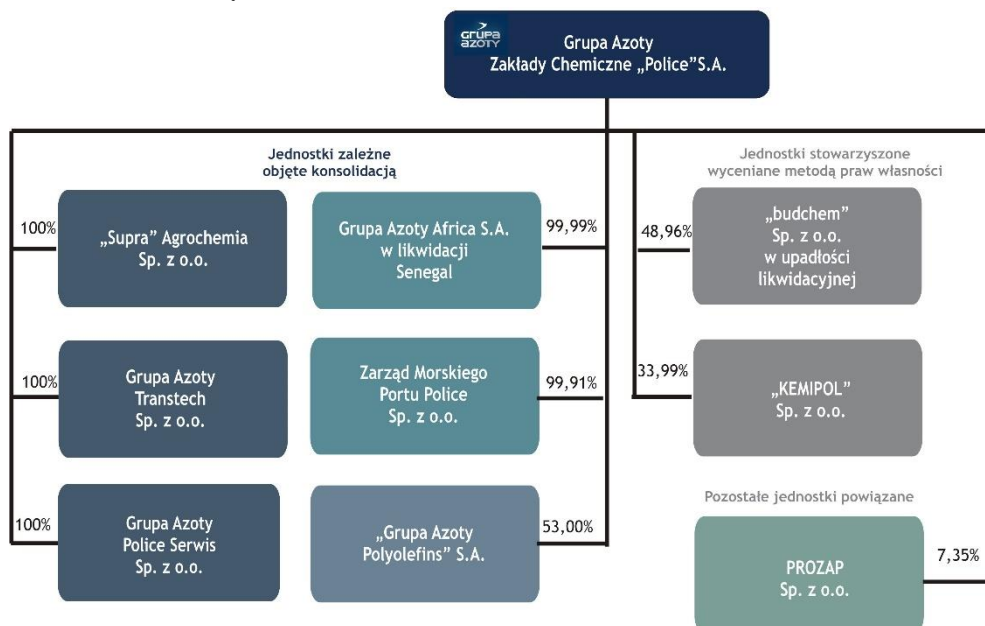 GRUPA
AZOTY
Grupa Azoty
Zakłady Chemiczne „Police”S.A.
Jednostki zależne
objęte konsolidacją
Jednostki stowarzyszone
wyceniane metodą praw własności
100%
„Supra” Agrochemia
Sp. z o.o.
Grupa Azoty Africa S.A.
w likwidacji
Senegal
99,99%
48,96%
„budchem”
Sp. z o.o.
w upadłości
likwidacyjnej
100%
Grupa Azoty
Transtech
Sp. z o.o.
Zarząd Morskiego
Portu Police
Sp. z o.o.
99,91%
33,99%
„KEMIPOL”
Sp. z o.o.
100%
Grupa Azoty
Police Serwis
Sp. z o.o.
„Grupa Azoty
Polyolefins” S.A.
53,00%
Pozostałe jednostki powiązane
PROZAP
Sp. z o.o.
7,35%